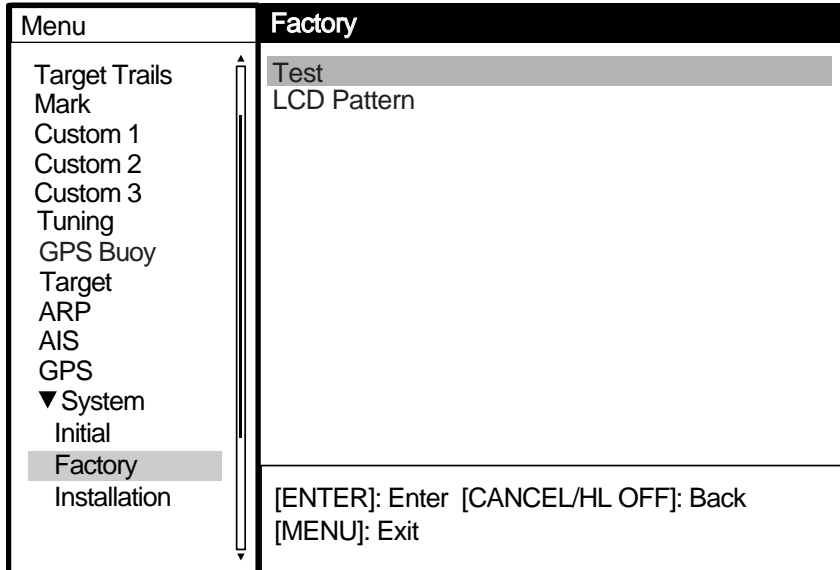 Menu
Target Trails
Mark
Custom 1
Custom 2
Custom 3
Tuning
GPS Buoy
Target
ARP
AIS
GPS
▼System
Initial
Factory
Installation
Factory
Test
LCD Pattern
[ENTER]: Enter [CANCEL/HL OFF]: Back
[MENU]: Exit